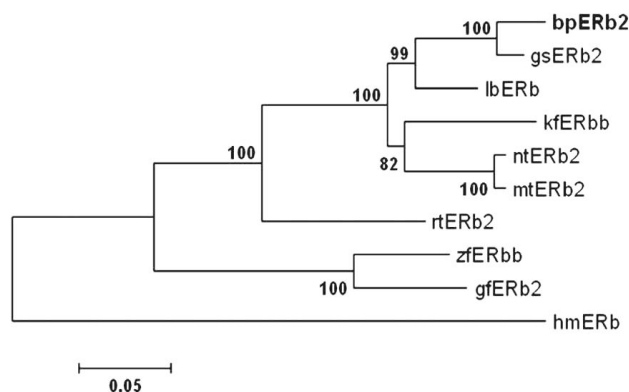 100 bpERb2
gsERb2
99
lbERb
100
kfERbb
82
ntERb2
100 mtERb2
100
rtERb2
zfERbb
100 gfERb2
hmERb
0.05